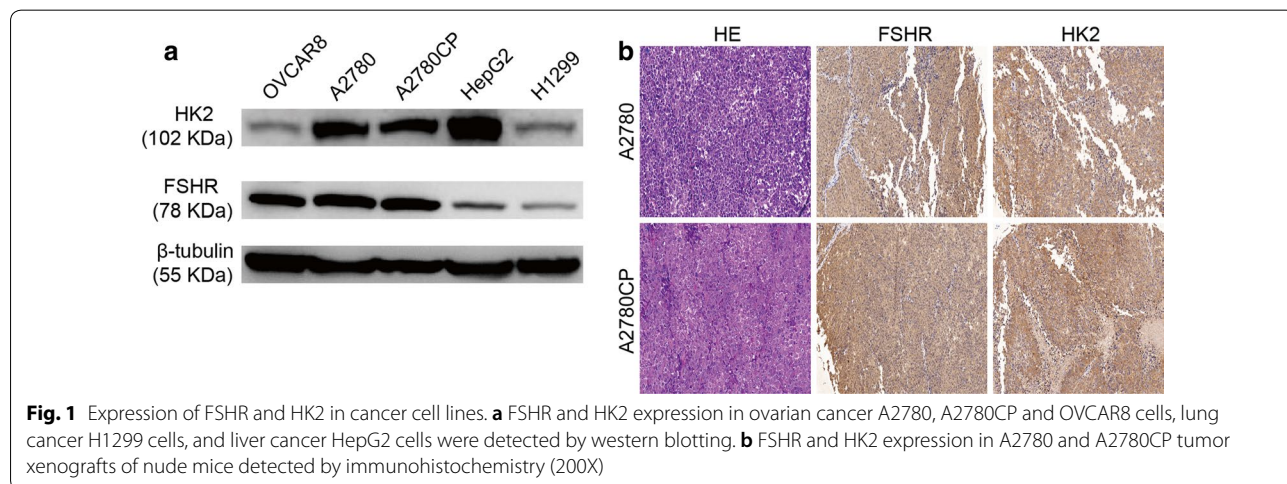 a
OVCAR8
A2780
A2780CP
HepG2
H1299
HK2
(102 KDa)
FSHR
(78 KDa)
β-tubulin
(55 KDa)
b
HE
FSHR
HK2
A2780
A2780CP
Fig. 1 Expression of FSHR and HK2 in cancer cell lines. a FSHR and HK2 expression in ovarian cancer A2780, A2780CP and OVCAR8 cells, lung
cancer H1299 cells, and liver cancer HepG2 cells were detected by western blotting. b FSHR and HK2 expression in A2780 and A2780CP tumor
xenografts of nude mice detected by immunohistochemistry (200X)